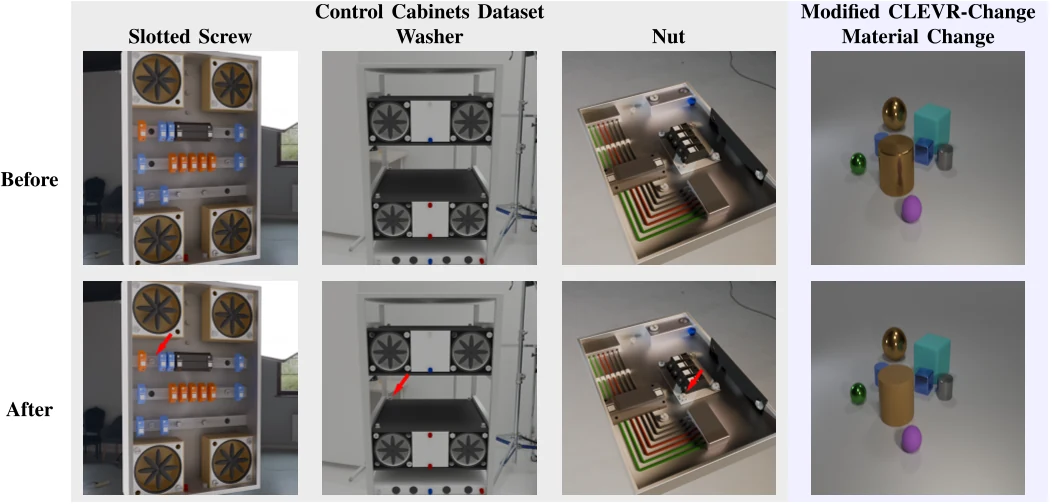 Control Cabinets Dataset
Modified CLEVR-Change
Slotted Screw
Washer
Nut
Material Change
Before
After